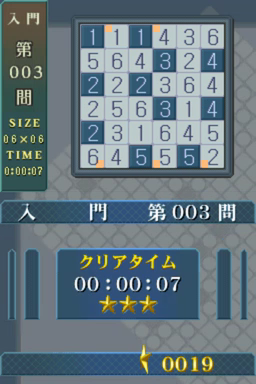 入門
第
003
問
SIZE
06×06
TIME
0:00:07
1 1 1 4 3 6
5 6 4 3 2 4
2 2 2 3 6 4
2 5 6 3 1 4
2 3 1 6 4 5
6 4 5 5 5 2
入 門 第003問
クリアタイム
00:00:07
0019